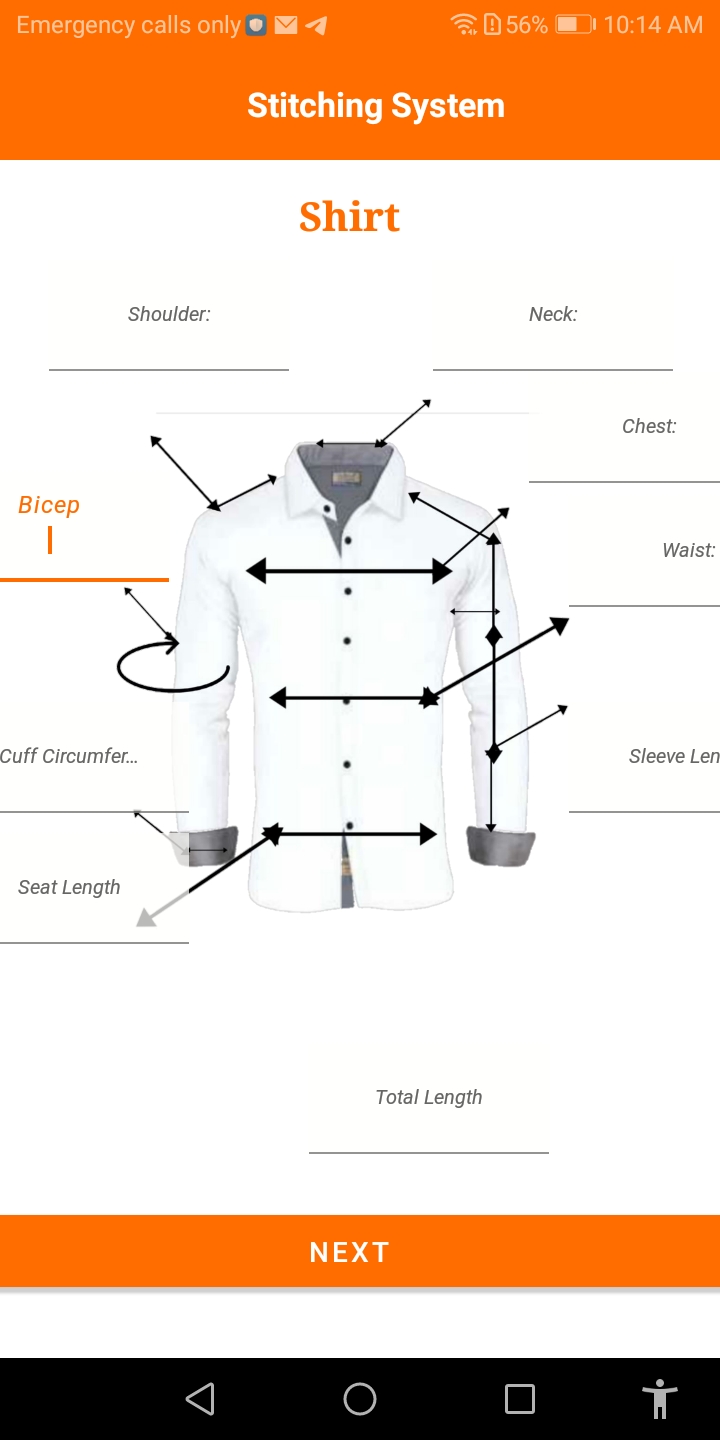 Emergency calls only 56% 10:14 AM
Stitching System
Shirt
Shoulder:
Neck:
Chest:
Bicep
Waist:
Cuff Circumfer...
Sleeve Len
Seat Length
Total Length
NEXT